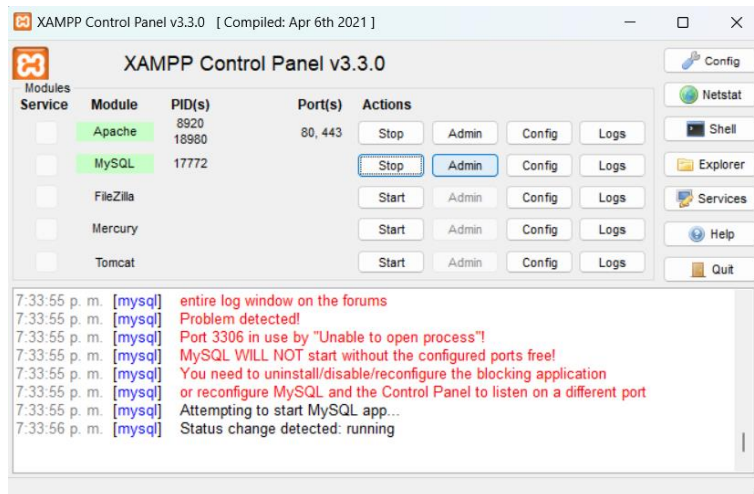 XAMPP Control Panel v3.3.0 [ Compiled: Apr 6th 2021 ]
XAMPP Control Panel v3.3.0
Config
Modules
Service Module PID(s) Port(s) Actions
Netstat
Apache 8920 18980 80, 443 Stop Admin Config Logs
Shell
MySQL 17772 Stop Admin Config Logs
Explorer
FileZilla Start Admin Config Logs
Services
Mercury Start Admin Config Logs
Help
Tomcat Start Admin Config Logs
Quit
7:33:55 p. m. [mysql] entire log window on the forums
7:33:55 p. m. [mysql] Problem detected!
7:33:55 p. m. [mysql] Port 3306 in use by "Unable to open process"!
7:33:55 p. m. [mysql] MySQL WILL NOT start without the configured ports free!
7:33:55 p. m. [mysql] You need to uninstall/disable/reconfigure the blocking application
7:33:55 p. m. [mysql] or reconfigure MySQL and the Control Panel to listen on a different port
7:33:55 p. m. [mysql] Attempting to start MySQL app...
7:33:56 p. m. [mysql] Status change detected: running